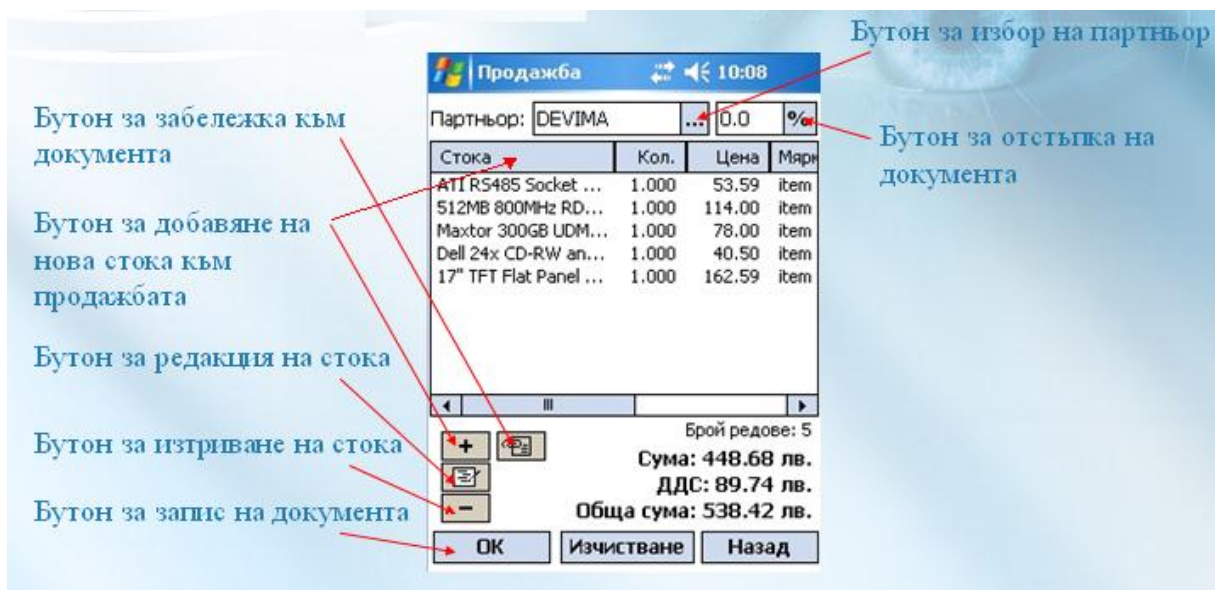 Бутон за избор на партньор
Продажба 10:08
Бутон за забележка към
документа
Партньор: DEVIMA ... 0.0 %
Бутон за отстъпка на
документа
Стока Кол. Цена Мярк
ATI RS485 Socket ... 1.000 53.59 item
512MB 800MHz RD... 1.000 114.00 item
Maxtor 300GB UDM... 1.000 78.00 item
Dell 24x CD-RW an... 1.000 40.50 item
17" TFT Flat Panel ... 1.000 162.59 item
Бутон за добавяне на
нова стока към
продажбата
Бутон за редакция на стока
Бутон за изтриване на стока
Бутон за запис на документа
Брой редове: 5
Сума: 448.68 лв.
ДДС: 89.74 лв.
Обща сума: 538.42 лв.
OK Изчистване Назад